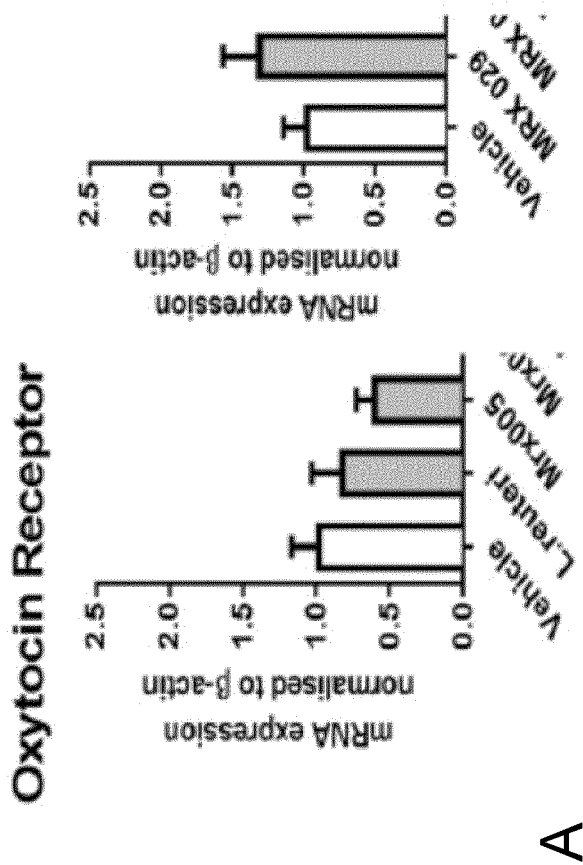 A
Oxytocin Receptor
mRNA expression
normalised to β-actin
2.5
2.0
1.5
1.0
0.5
0.0
Vehicle
L.reuteri
Mrx005
mRNA expression
normalised to β-actin
2.5
2.0
1.5
1.0
0.5
0.0
Vehicle
MRX 029
MRX